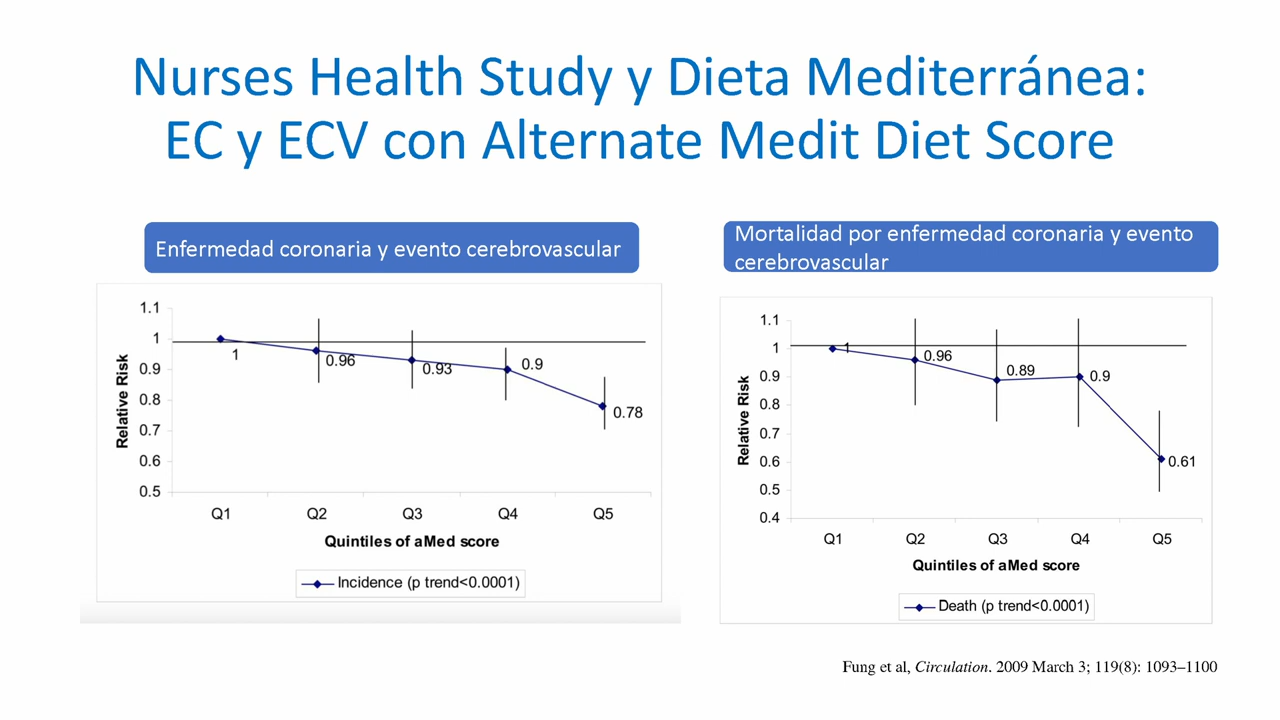 Nurses Health Study y Dieta Mediterránea:
EC y ECV con Alternate Medit Diet Score
Enfermedad coronaria y evento cerebrovascular
1.1
1
0.9
0.8
0.7
0.6
0.5
Relative Risk
1
0.96
0.93
0.9
0.78
Q1 Q2 Q3 Q4 Q5
Quintiles of aMed score
Incidence (p trend<0.0001)
Mortalidad por enfermedad coronaria y evento
cerebrovascular
1.1
1
0.9
0.8
0.7
0.6
0.5
0.4
Relative Risk
1
0.96
0.89
0.9
0.61
Q1 Q2 Q3 Q4 Q5
Quintiles of aMed score
Death (p trend<0.0001)
Fung et al, Circulation. 2009 March 3; 119(8): 1093–1100